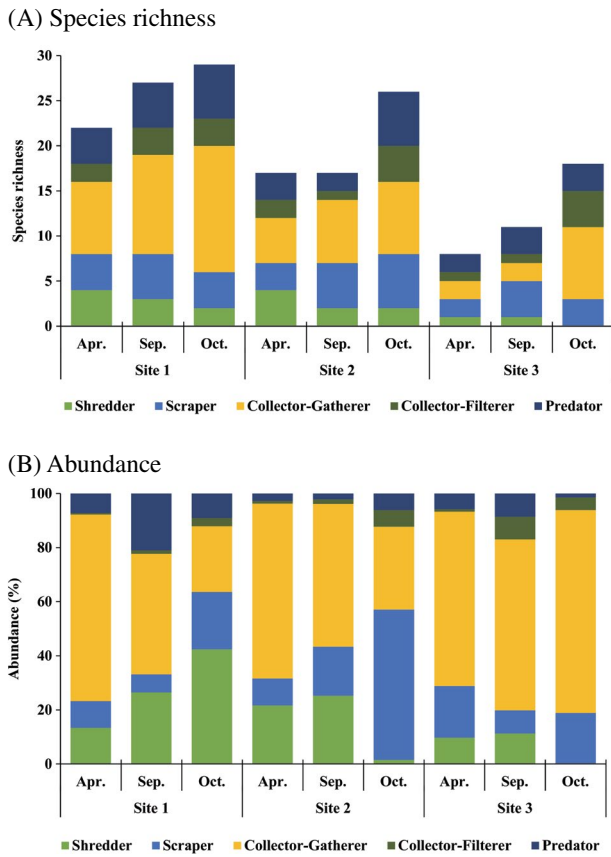 (A) Species richness
30
25
20
15
10
5
0
Species richness
Apr. Sep. Oct. Apr. Sep. Oct. Apr. Sep. Oct.
Site 1 Site 2 Site 3
Shredder Scraper Collector-Gatherer Collector-Filterer Predator
(B) Abundance
100
80
60
40
20
0
Abundance (%)
Apr. Sep. Oct. Apr. Sep. Oct. Apr. Sep. Oct.
Site 1 Site 2 Site 3
Shredder Scraper Collector-Gatherer Collector-Filterer Predator